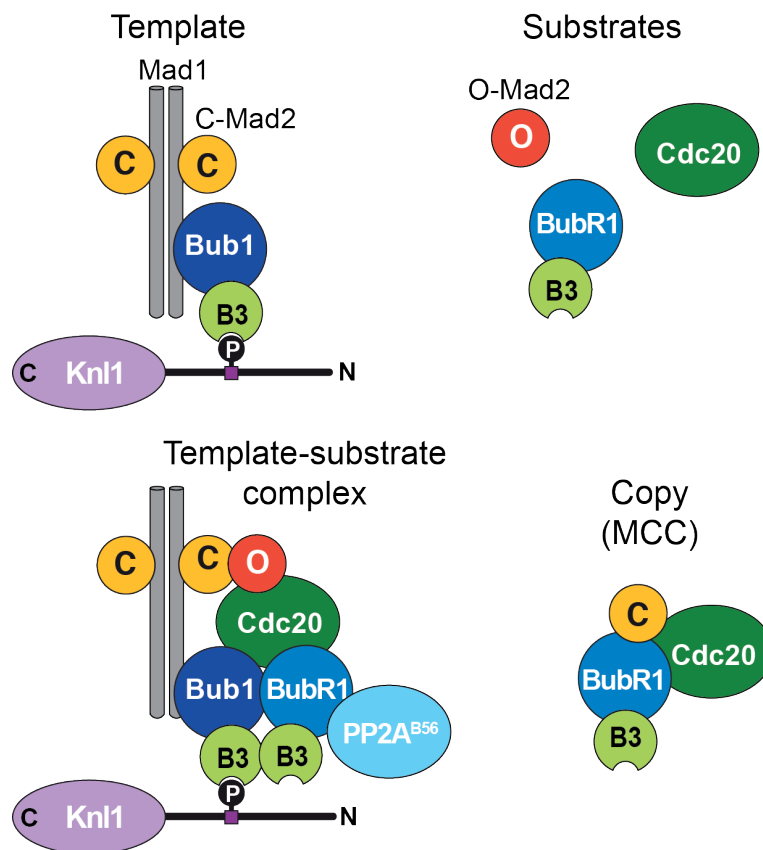 Template
Mad1
C-Mad2
C
C
Bub1
B3
P
C
Knl1
N
Substrates
O-Mad2
O
Cdc20
BubR1
B3
Template-substrate
complex
C
C
O
Cdc20
Bub1
BubR1
PP2AB56
B3
B3
P
C
Knl1
N
Copy
(MCC)
C
Cdc20
BubR1
B3